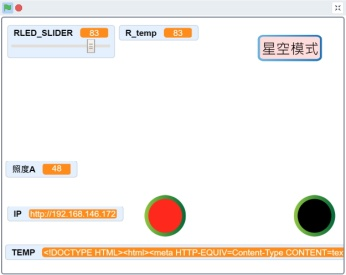 RLED_SLIDER 83
R_temp 83
星空模式
照度A 48
IP http://192.168.146.172
TEMP <!DOCTYPE HTML><html><meta HTTP-EQUIV=Content-Type CONTENT=tex